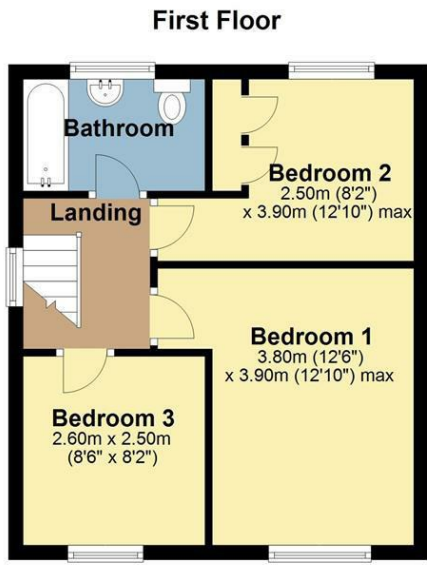 First Floor
Bathroom
Bedroom 2
2.50m (8'2")
x 3.90m (12'10") max
Landing
Bedroom 1
3.80m (12'6")
x 3.90m (12'10") max
Bedroom 3
2.60m x 2.50m
(8'6" x 8'2")